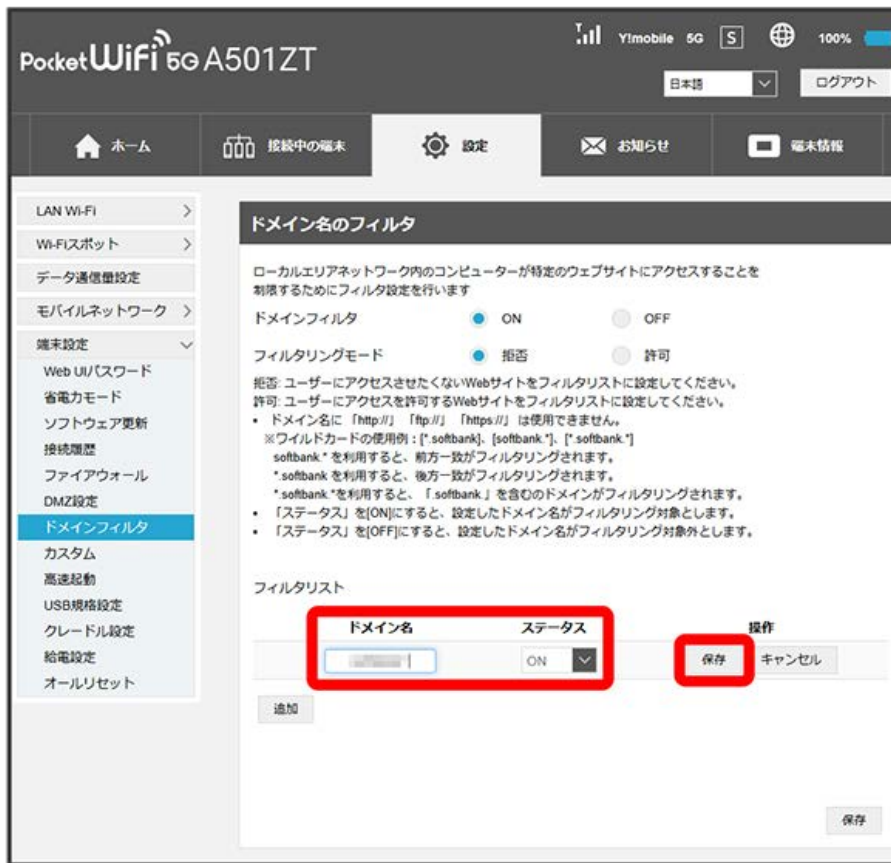 Y!mobile 5G S 100%
PocketWiFi 5G A501ZT
日本語 ログアウト
ホーム 接続中の端末 設定 お知らせ 端末情報
LAN Wi-Fi
Wi-Fiスポット
データ通信量設定
モバイルネットワーク
端末設定
Web UIパスワード
省電力モード
ソフトウェア更新
接続履歴
ファイアウォール
DMZ設定
ドメインフィルタ
カスタム
高速起動
USB規格設定
クレードル設定
給電設定
オールリセット
ドメイン名のフィルタ
ローカルエリアネットワーク内のコンピューターが特定のウェブサイトにアクセスすることを
制限するためにフィルタ設定を行います
ドメインフィルタ ON OFF
フィルタリングモード 拒否 許可
拒否: ユーザーにアクセスさせたくないWebサイトをフィルタリストに設定してください。
許可: ユーザーにアクセスを許可するWebサイトをフィルタリストに設定してください。
• ドメイン名に 「http://」 「ftp://」 「https://」 は使用できません。
※ワイルドカードの使用例：[*.softbank]、[softbank.*]、[*.softbank.*]
softbank.* を利用すると、前方一致がフィルタリングされます。
*.softbank を利用すると、後方一致がフィルタリングされます。
*.softbank.*を利用すると、「.softbank.」を含むのドメインがフィルタリングされます。
• 「ステータス」を[ON]にすると、設定したドメイン名がフィルタリング対象とします。
• 「ステータス」を[OFF]にすると、設定したドメイン名がフィルタリング対象外とします。
フィルタリスト
ドメイン名 ステータス 操作
ON 保存 キャンセル
追加
保存